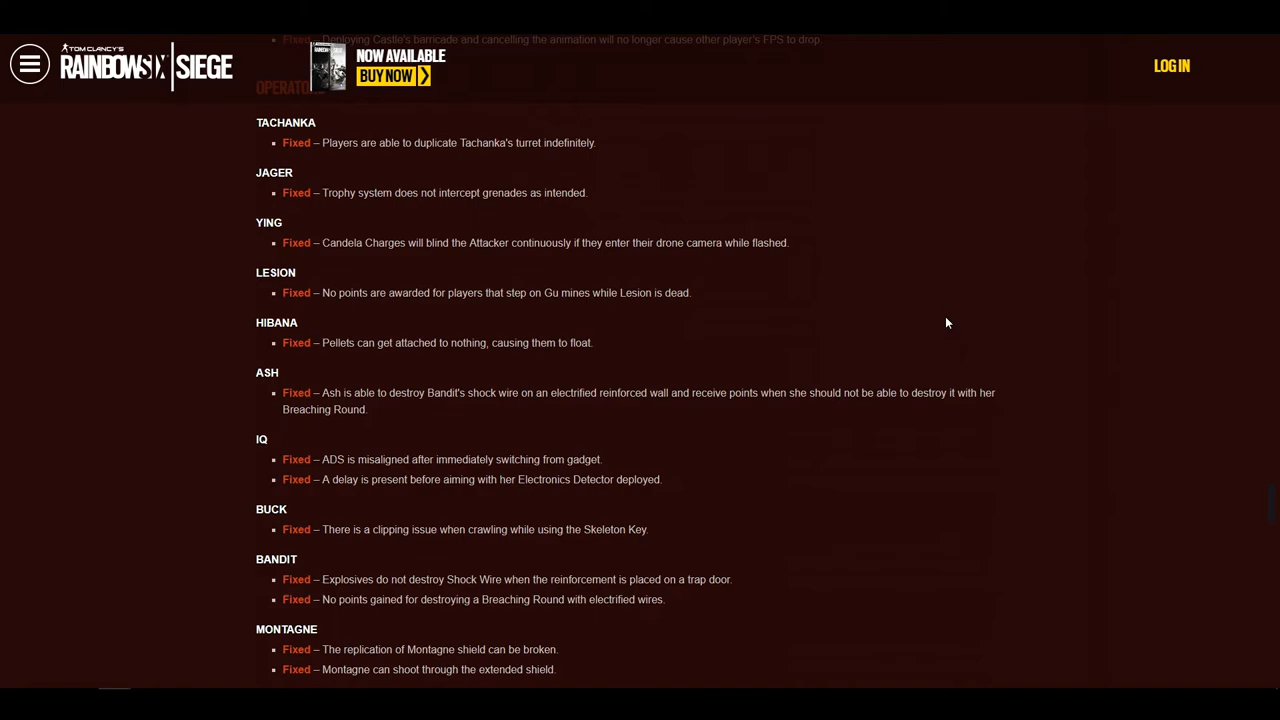 Fixed – Deploying Castle's barricade and cancelling the animation will no longer cause other player's FPS to drop.
TOM CLANCY'S
RAINBOWSIX SIEGE
NOW AVAILABLE
BUY NOW
LOG IN
OPERATORS
TACHANKA
Fixed – Players are able to duplicate Tachanka's turret indefinitely.
JAGER
Fixed – Trophy system does not intercept grenades as intended.
YING
Fixed – Candela Charges will blind the Attacker continuously if they enter their drone camera while flashed.
LESION
Fixed – No points are awarded for players that step on Gu mines while Lesion is dead.
HIBANA
Fixed – Pellets can get attached to nothing, causing them to float.
ASH
Fixed – Ash is able to destroy Bandit's shock wire on an electrified reinforced wall and receive points when she should not be able to destroy it with her
Breaching Round.
IQ
Fixed – ADS is misaligned after immediately switching from gadget.
Fixed – A delay is present before aiming with her Electronics Detector deployed.
BUCK
Fixed – There is a clipping issue when crawling while using the Skeleton Key.
BANDIT
Fixed – Explosives do not destroy Shock Wire when the reinforcement is placed on a trap door.
Fixed – No points gained for destroying a Breaching Round with electrified wires.
MONTAGNE
Fixed – The replication of Montagne shield can be broken.
Fixed – Montagne can shoot through the extended shield.